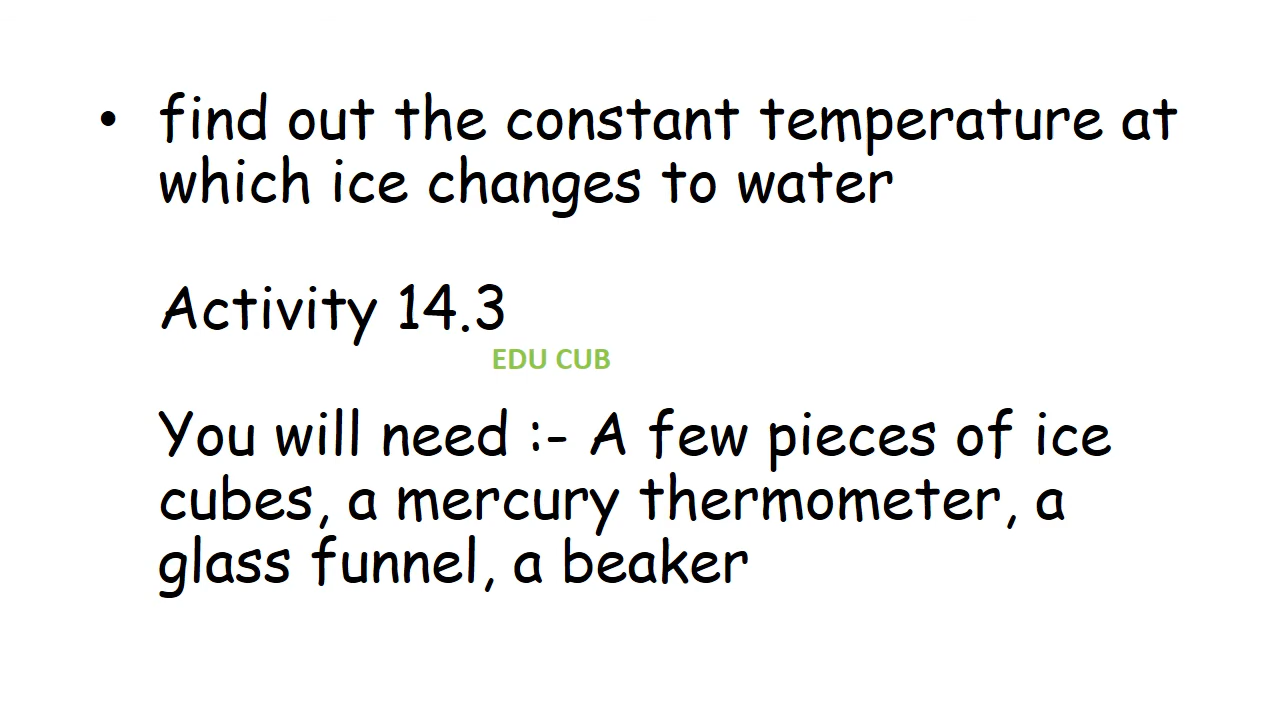 • find out the constant temperature at
which ice changes to water
Activity 14.3
EDU CUB
You will need :- A few pieces of ice
cubes, a mercury thermometer, a
glass funnel, a beaker